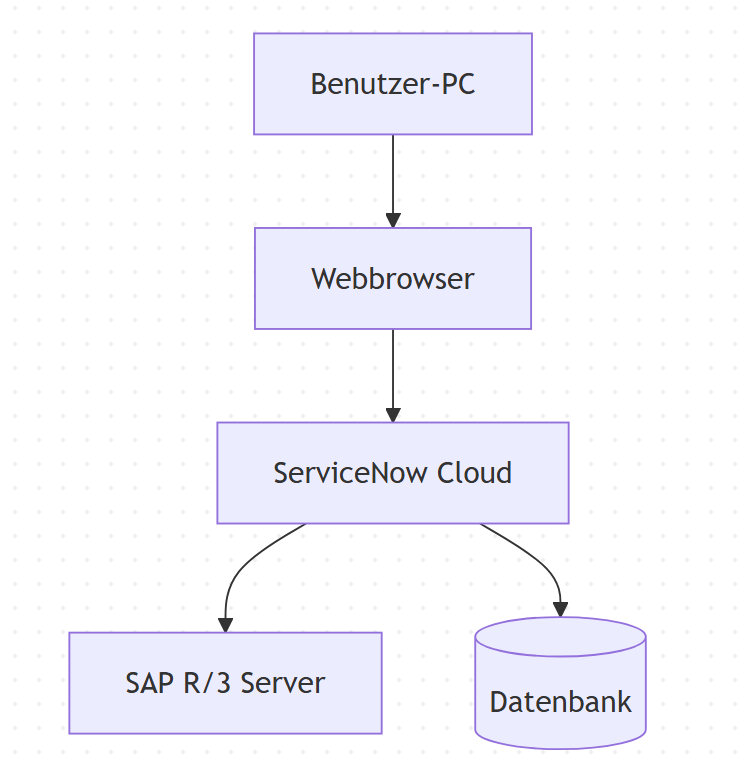 Benutzer-PC
Webbrowser
ServiceNow Cloud
SAP R/3 Server
Datenbank